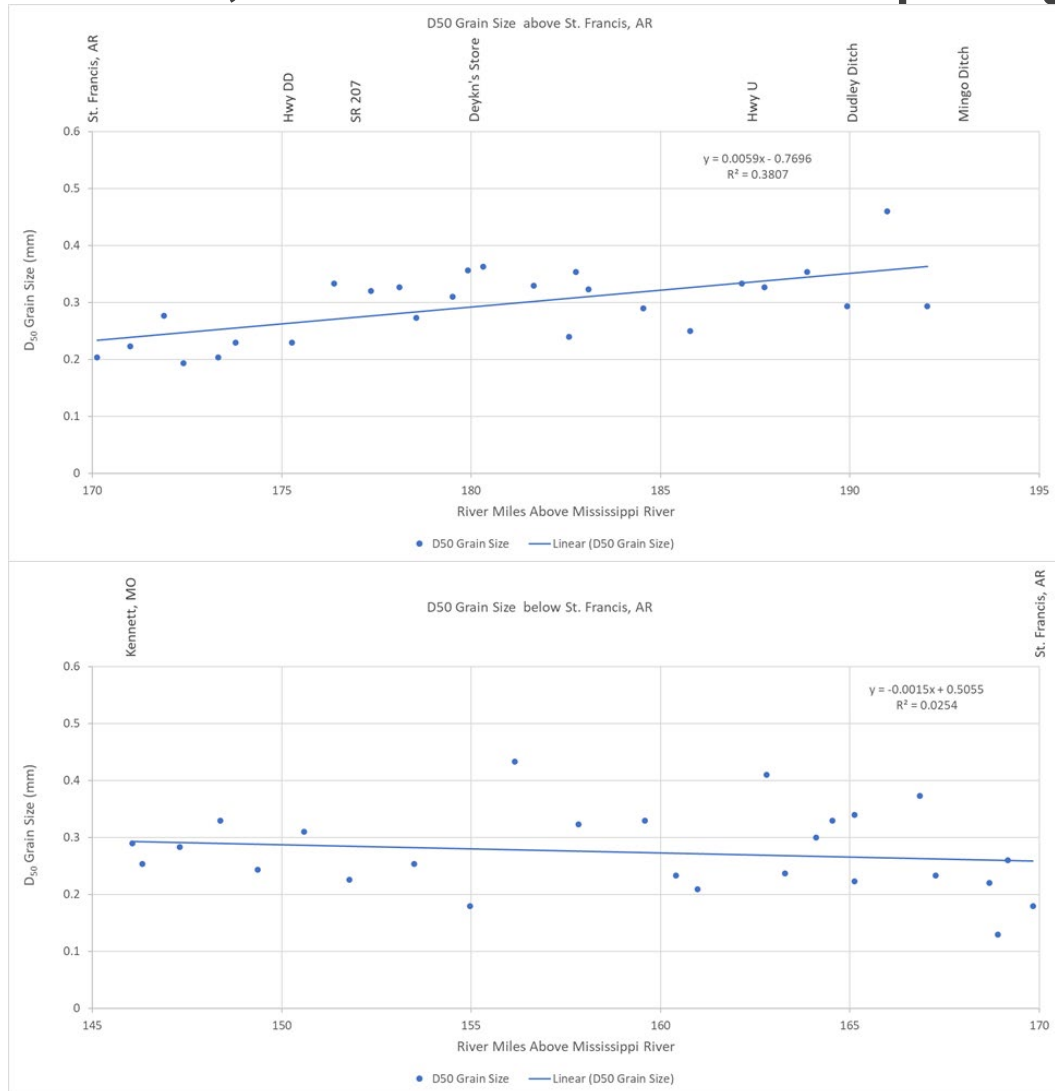 D50 Grain Size above St. Francis, AR
St. Francis, AR
Hwy DD
SR 207
Deykn's Store
Hwy U
Dudley Ditch
Mingo Ditch
y = 0.0059x - 0.7696
R² = 0.3807
D₅₀ Grain Size (mm)
0.6
0.5
0.4
0.3
0.2
0.1
0
170 175 180 185 190 195
River Miles Above Mississippi River
D50 Grain Size Linear (D50 Grain Size)
Kennett, MO
D50 Grain Size below St. Francis, AR
St. Francis, AR
y = -0.0015x + 0.5055
R² = 0.0254
D₅₀ Grain Size (mm)
0.6
0.5
0.4
0.3
0.2
0.1
0
145 150 155 160 165 170
River Miles Above Mississippi River
D50 Grain Size Linear (D50 Grain Size)